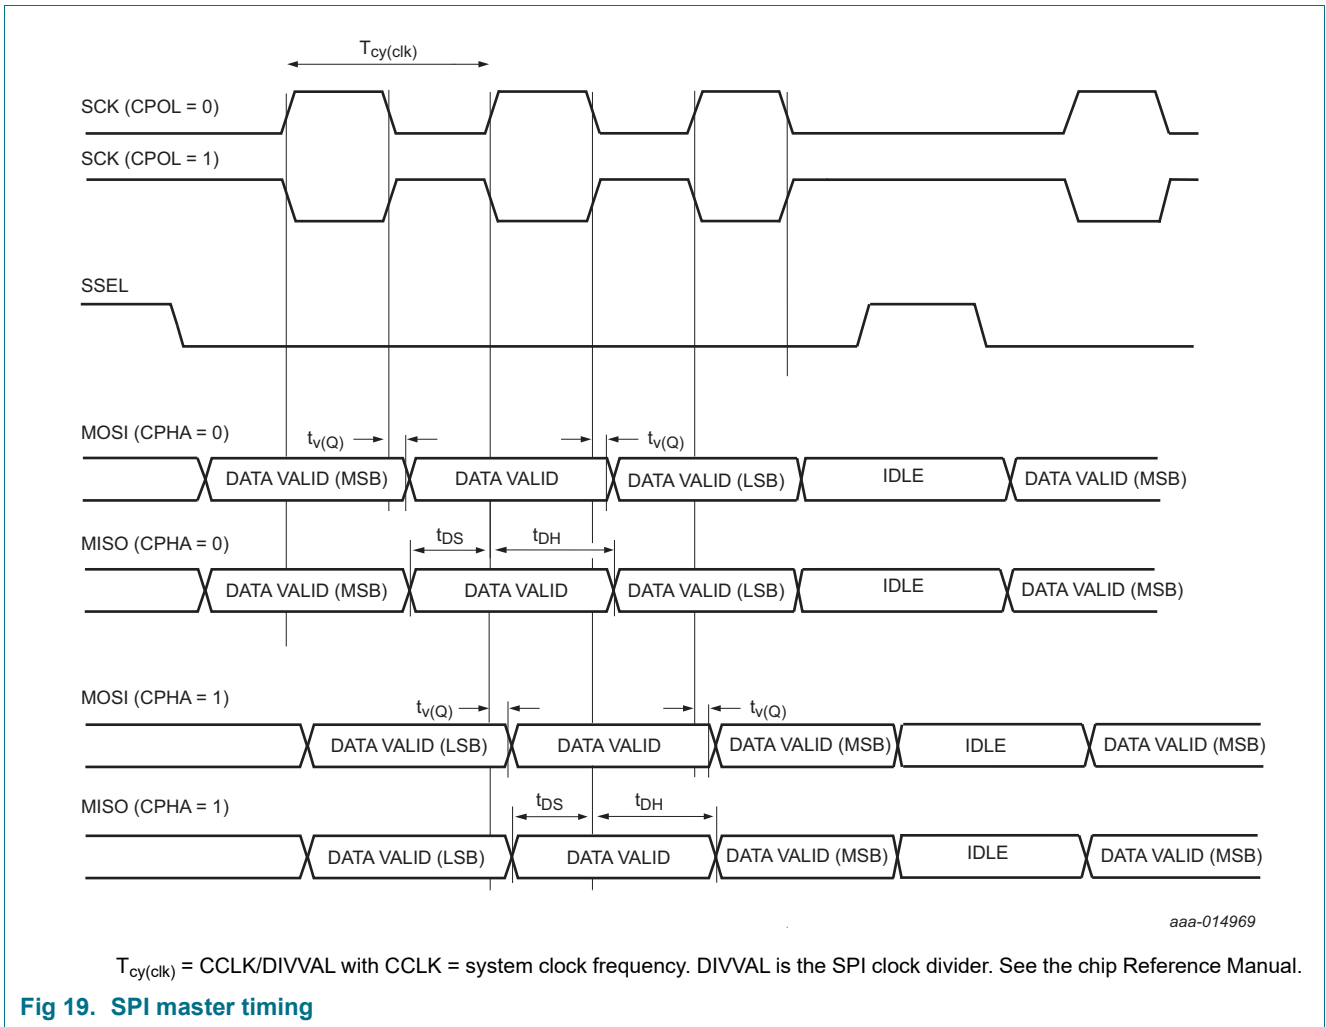 Tcy(clk)
SCK (CPOL = 0)
SCK (CPOL = 1)
SSEL
MOSI (CPHA = 0)
tv(Q) tv(Q)
DATA VALID (MSB) DATA VALID DATA VALID (LSB) IDLE DATA VALID (MSB)
MISO (CPHA = 0)
tDS tDH
DATA VALID (MSB) DATA VALID DATA VALID (LSB) IDLE DATA VALID (MSB)
MOSI (CPHA = 1)
tv(Q) tv(Q)
DATA VALID (LSB) DATA VALID DATA VALID (MSB) IDLE DATA VALID (MSB)
MISO (CPHA = 1)
tDS tDH
DATA VALID (LSB) DATA VALID DATA VALID (MSB) IDLE DATA VALID (MSB)
aaa-014969
Tcy(clk) = CCLK/DIVVAL with CCLK = system clock frequency. DIVVAL is the SPI clock divider. See the chip Reference Manual.
Fig 19. SPI master timing